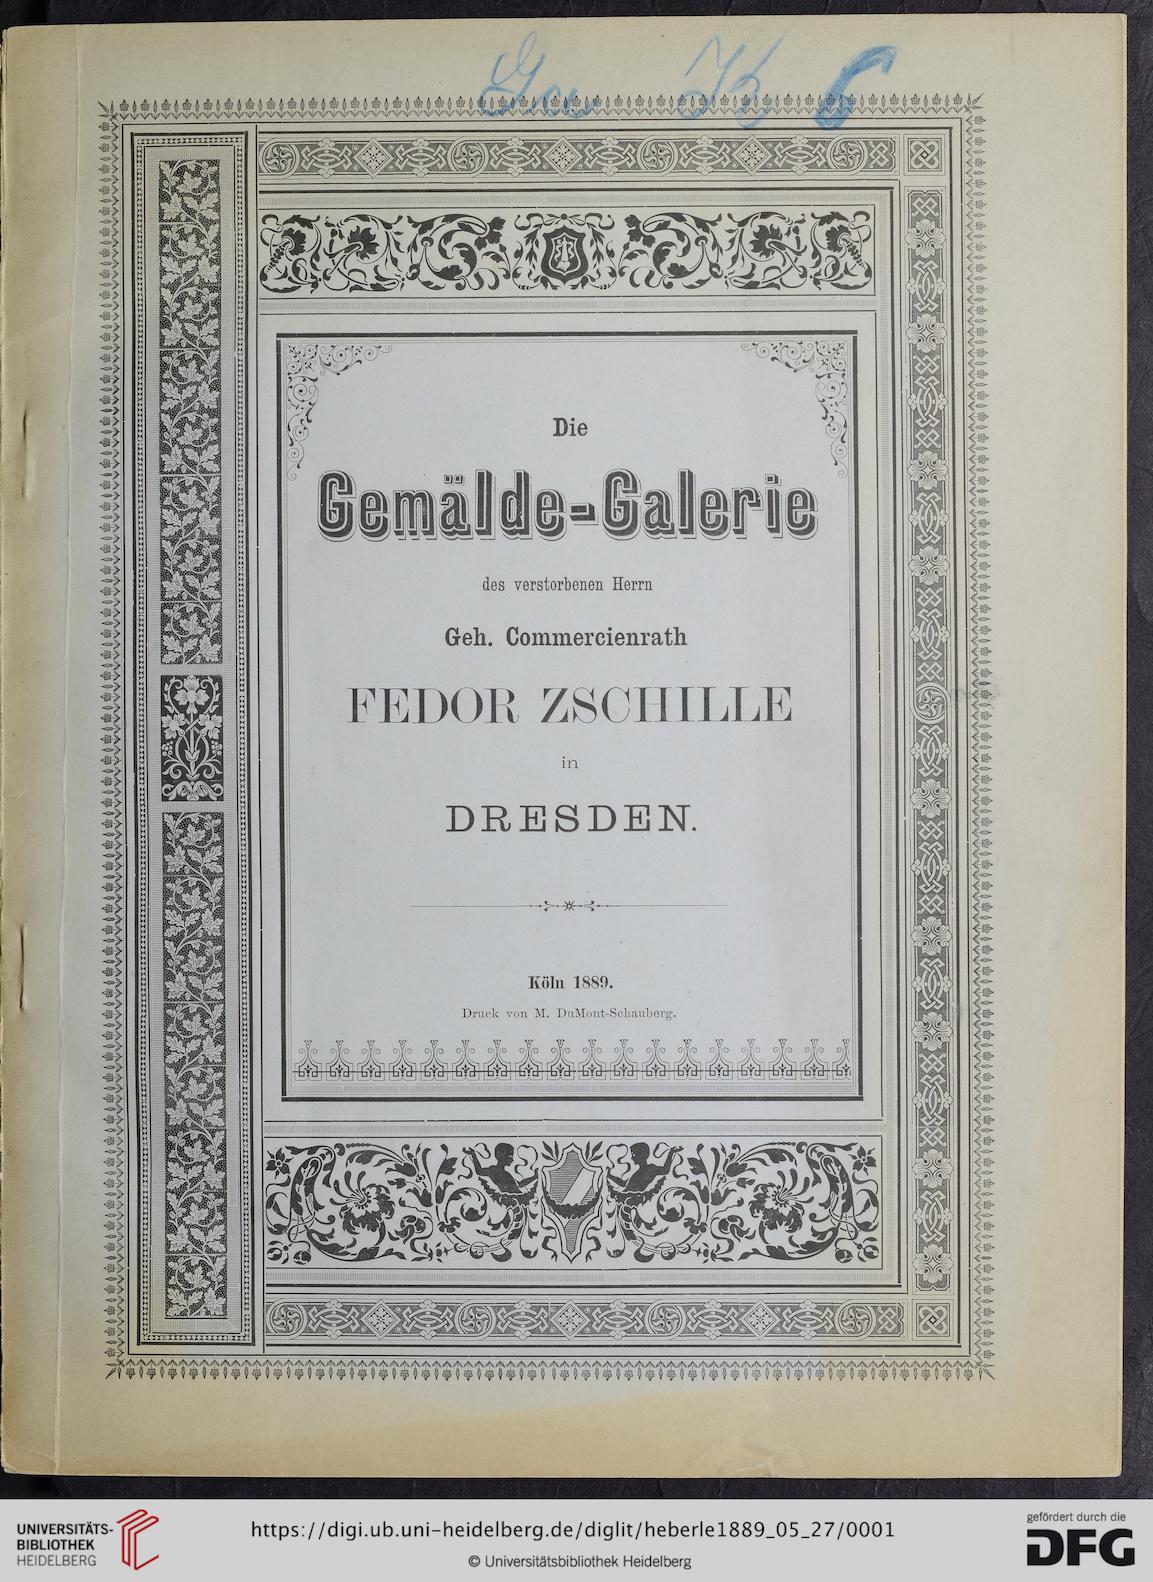 Die
Gemälde-Galerie
des verstorbenen Herrn
Geh. Commercienrath
FEDOR ZSCHILLE
in
DRESDEN.
Köln 1889.
Druck von M. DuMont-Schauberg.
UNIVERSITÄTS-
BIBLIOTHEK
HEIDELBERG
https://digi.ub.uni-heidelberg.de/diglit/heberle1889_05_27/0001
© Universitätsbibliothek Heidelberg
gefördert durch die
DFG